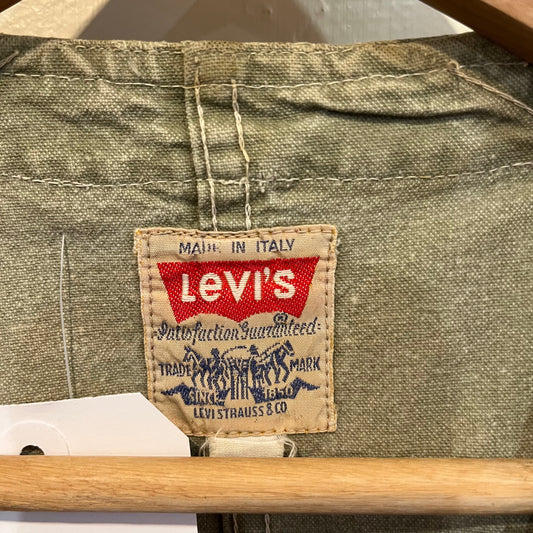 MADE IN ITALY
LEVI'S
®
Satisfaction Guaranteed:
TRADE MARK
SINCE 1850
LEVI STRAUSS & CO